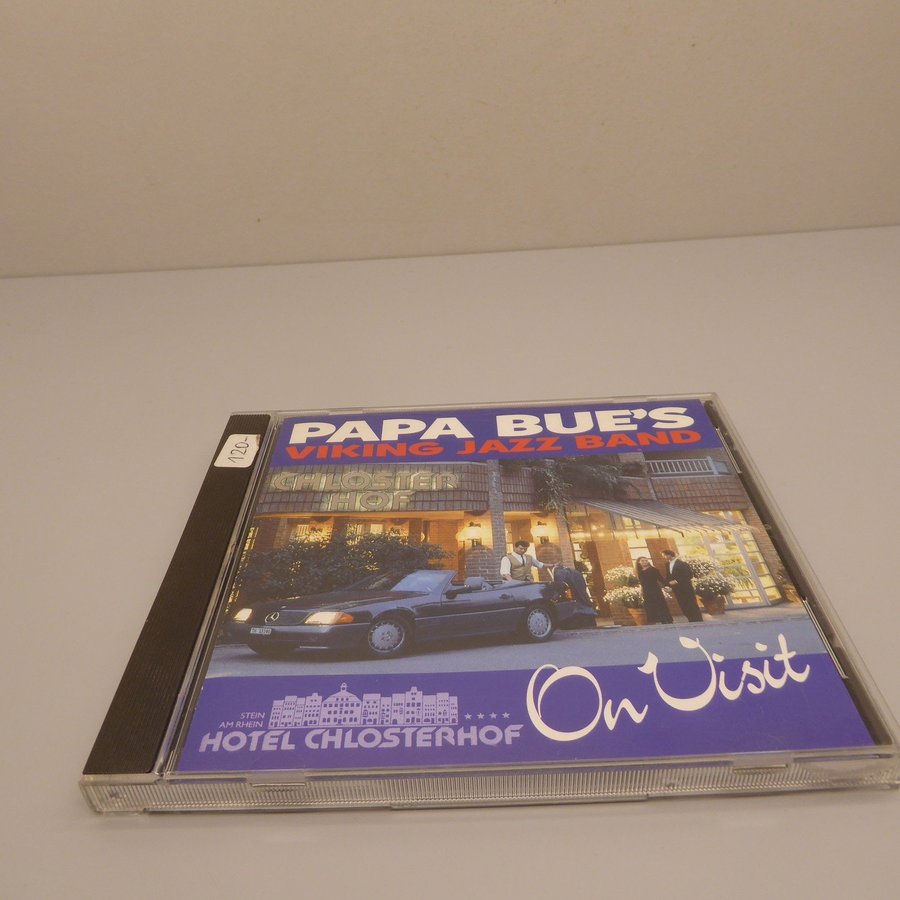 120-
PAPA BUE'S
VIKING JAZZ BAND
CHLOSTER
HOF
On Visit
STEIN
AM RHEIN
****
HOTEL CHLOSTERHOF